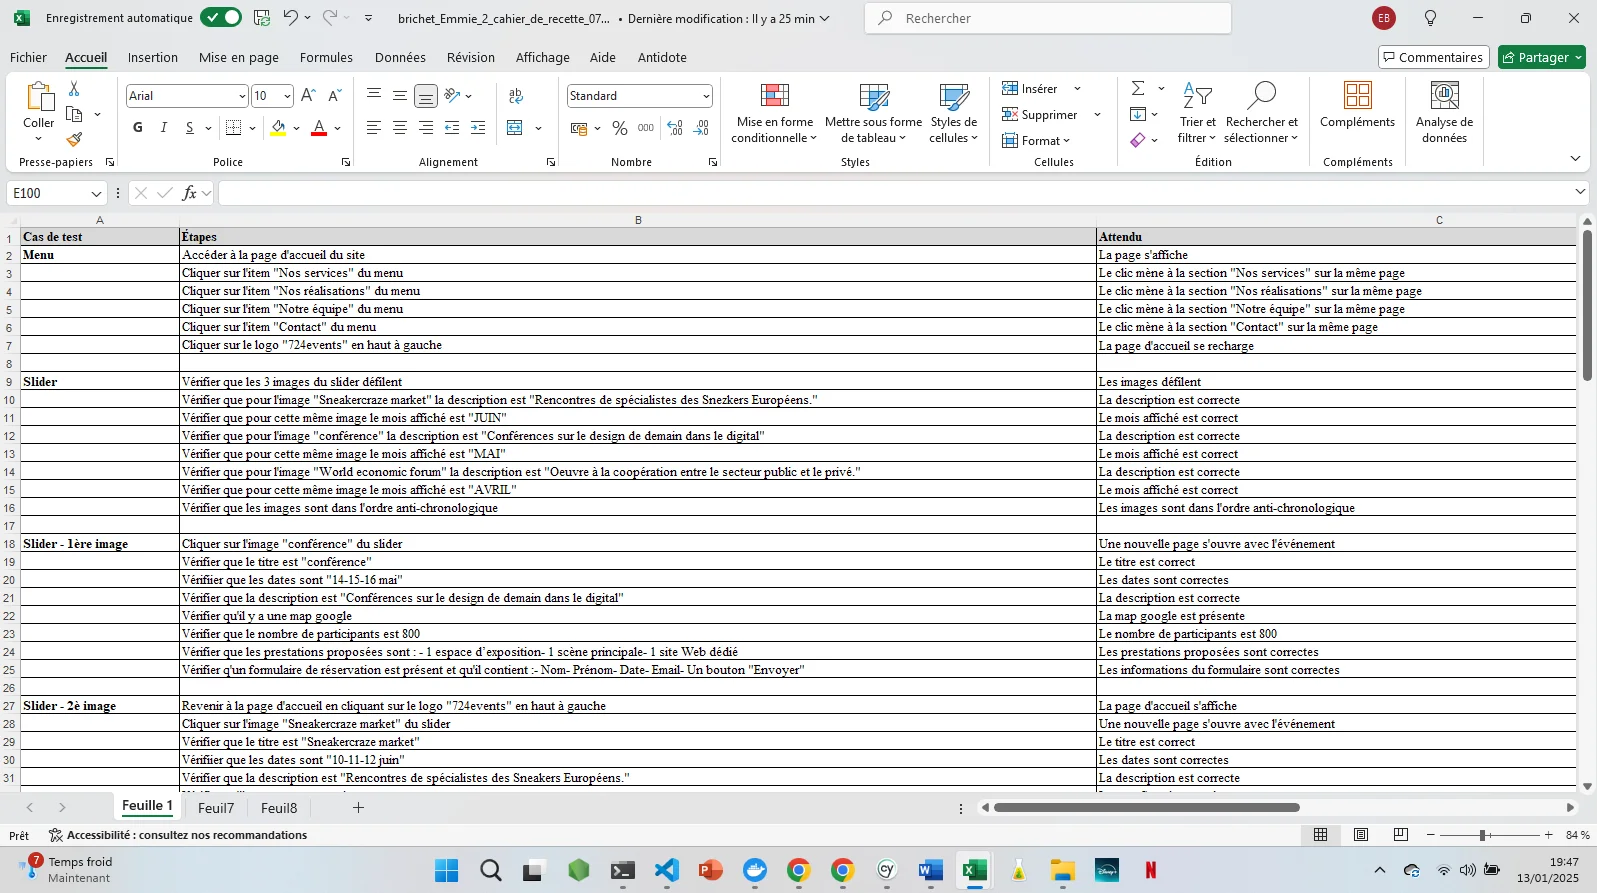 Enregistrement automatique
brichet_Emmie_2_cahier_de_recette_07... • Dernière modification : Il y a 25 min
Rechercher
EB
Fichier Accueil Insertion Mise en page Formules Données Révision Affichage Aide Antidote
Commentaires Partager
Coller
Presse-papiers
Arial 10
G I S
Police
Alignement
Standard
% 000
Nombre
Mise en forme conditionnelle
Mettre sous forme de tableau
Styles de cellules
Styles
Insérer
Supprimer
Format
Cellules
Trier et filtrer
Rechercher et sélectionner
Édition
Compléments
Compléments
Analyse de données
E100 fx
A B C
1 Cas de test Étapes Attendu
2 Menu Accéder à la page d'accueil du site La page s'affiche
3 Cliquer sur l'item "Nos services" du menu Le clic mène à la section "Nos services" sur la même page
4 Cliquer sur l'item "Nos réalisations" du menu Le clic mène à la section "Nos réalisations" sur la même page
5 Cliquer sur l'item "Notre équipe" du menu Le clic mène à la section "Notre équipe" sur la même page
6 Cliquer sur l'item "Contact" du menu Le clic mène à la section "Contact" sur la même page
7 Cliquer sur le logo "724events" en haut à gauche La page d'accueil se recharge
8
9 Slider Vérifier que les 3 images du slider défilent Les images défilent
10 Vérifier que pour l'image "Sneakercraze market" la description est "Rencontres de spécialistes des Snezkers Européens." La description est correcte
11 Vérifier que pour cette même image le mois affiché est "JUIN" Le mois affiché est correct
12 Vérifier que pour l'image "conférence" la description est "Conférences sur le design de demain dans le digital" La description est correcte
13 Vérifier que pour cette même image le mois affiché est "MAI" Le mois affiché est correct
14 Vérifier que pour l'image "World economic forum" la description est "Oeuvre à la coopération entre le secteur public et le privé." La description est correcte
15 Vérifier que pour cette même image le mois affiché est "AVRIL" Le mois affiché est correct
16 Vérifier que les images sont dans l'ordre anti-chronologique Les images sont dans l'ordre anti-chronologique
17
18 Slider - 1ère image Cliquer sur l'image "conférence" du slider Une nouvelle page s'ouvre avec l'événement
19 Vérifier que le titre est "conférence" Le titre est correct
20 Vérifiier que les dates sont "14-15-16 mai" Les dates sont correctes
21 Vérifier que la description est "Conférences sur le design de demain dans le digital" La description est correcte
22 Vérifier qu'il y a une map google La map google est présente
23 Vérifier que le nombre de participants est 800 Le nombre de participants est 800
24 Vérifier que les prestations proposées sont : - 1 espace d’exposition- 1 scène principale- 1 site Web dédié Les prestations proposées sont correctes
25 Vérifier q'un formulaire de réservation est présent et qu'il contient :- Nom- Prénom- Date- Email- Un bouton "Envoyer" Les informations du formulaire sont correctes
26
27 Slider - 2è image Revenir à la page d'accueil en cliquant sur le logo "724events" en haut à gauche La page d'accueil s'affiche
28 Cliquer sur l'image "Sneakercraze market" du slider Une nouvelle page s'ouvre avec l'événement
29 Vérifier que le titre est "Sneakercraze market" Le titre est correct
30 Vérifiier que les dates sont "10-11-12 juin" Les dates sont correctes
31 Vérifier que la description est "Rencontres de spécialistes des Sneakers Européens." La description est correcte
Feuille 1 Feuil7 Feuil8
Prêt Accessibilité : consultez nos recommandations 84 %
7 Temps froid
Maintenant
cy
Disney+
N
19:47
13/01/2025